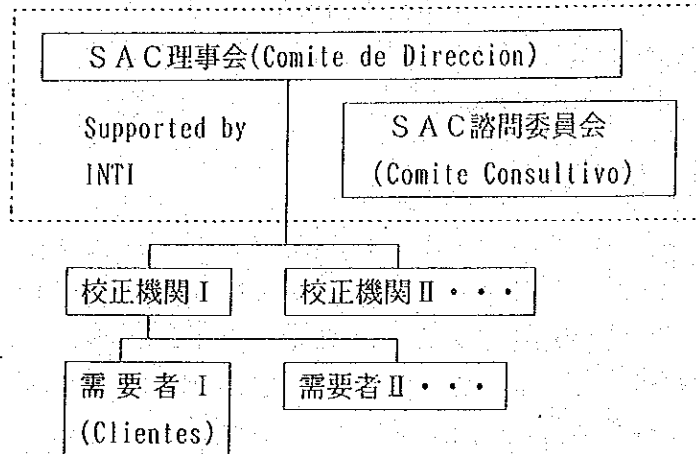 ＳＡＣ理事会(Comite de Direccion)
Supported by
INTI
ＳＡＣ諮問委員会
(Comite Consultivo)
校正機関Ⅰ
校正機関Ⅱ・・・
需要者Ⅰ
(Clientes)
需要者Ⅱ・・・